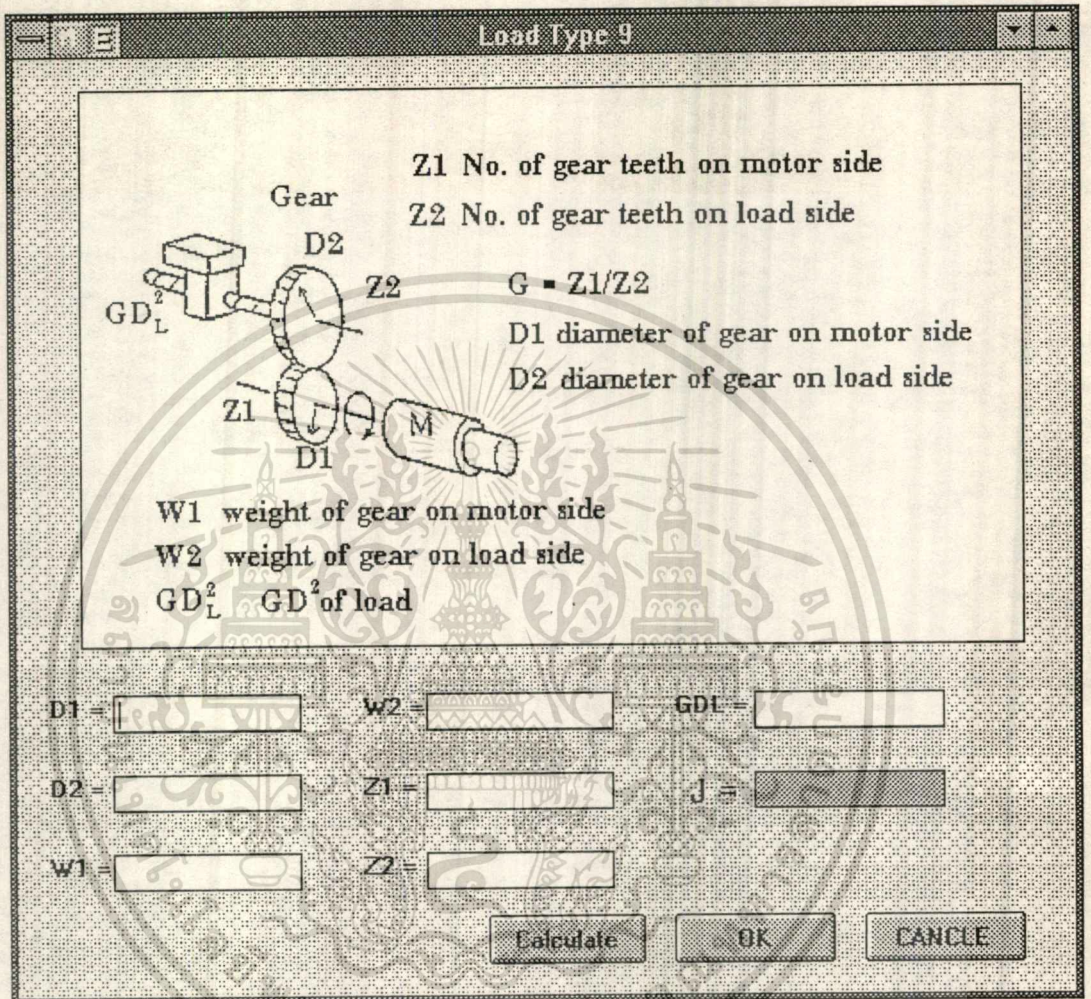 Load Type 9
Z1 No. of gear teeth on motor side
Gear
Z2 No. of gear teeth on load side
D2
Z2
G = Z1/Z2
GD²L
D1 diameter of gear on motor side
D2 diameter of gear on load side
Z1
M
D1
W1 weight of gear on motor side
W2 weight of gear on load side
GD²L GD² of load
D1 =
W2 =
GDL =
D2 =
Z1 =
J =
W1 =
Z2 =
Calculate
OK
CANCLE